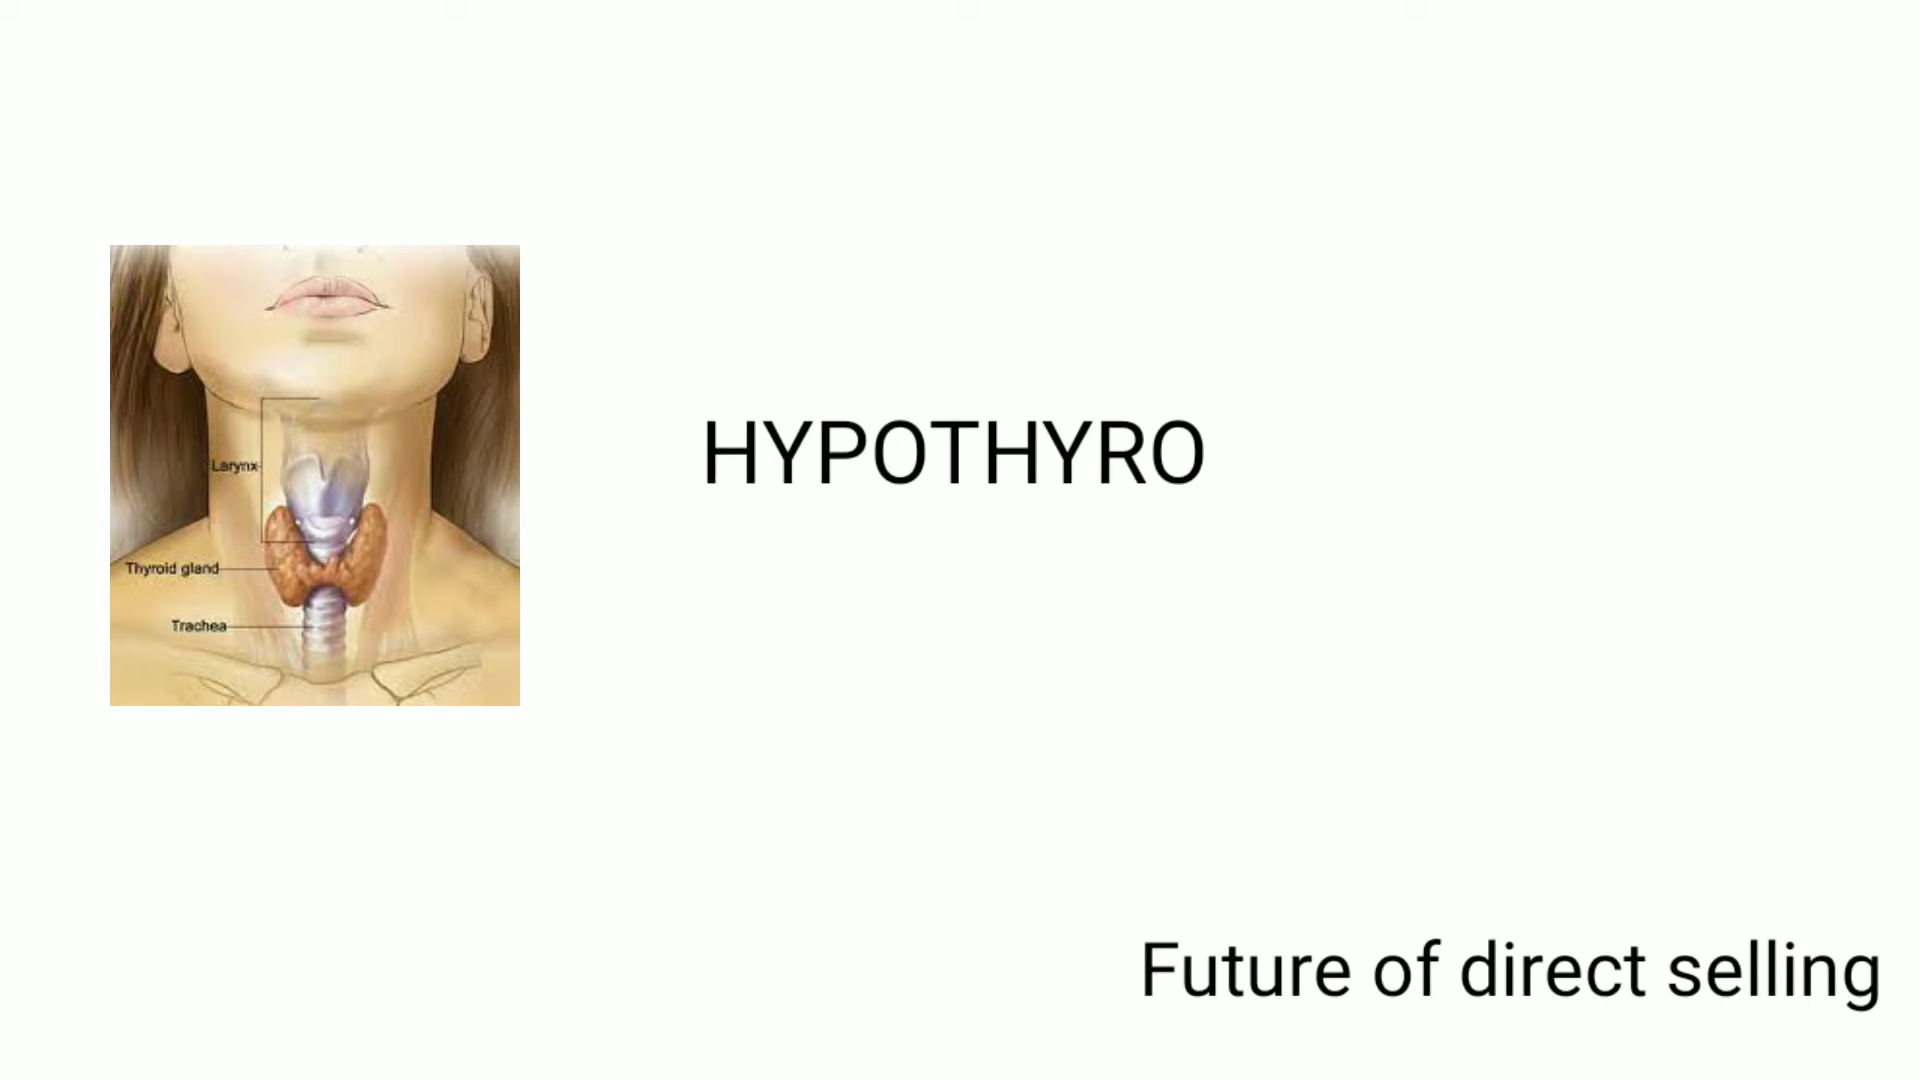 Larynx
Thyroid gland
Trachea
HYPOTHYRO
Future of direct selling